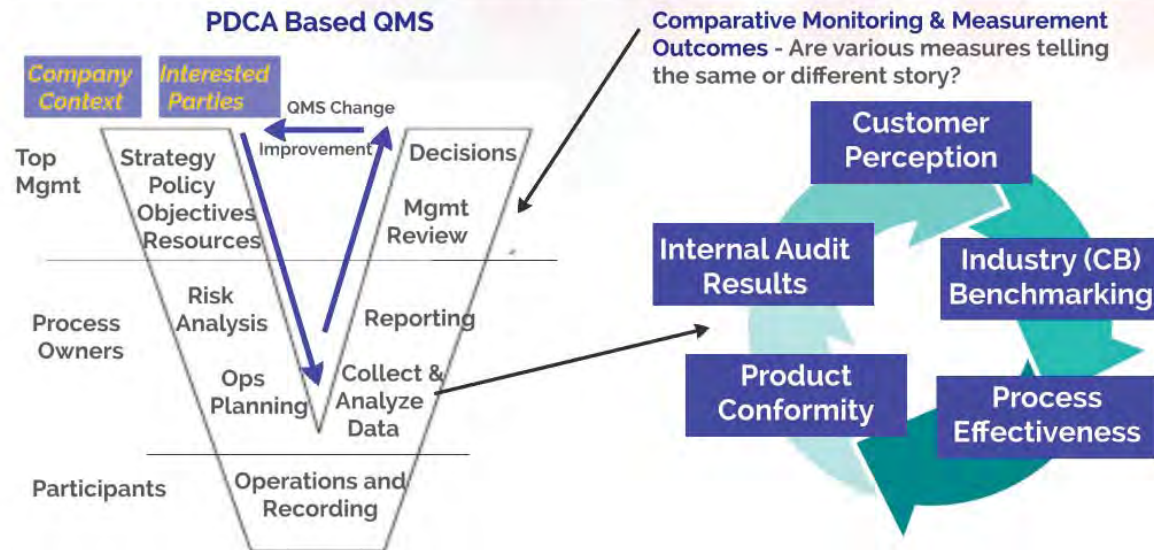 PDCA Based QMS
Company
Context
Interested
Parties
QMS Change
Improvement
Top
Mgmt
Strategy
Policy
Objectives
Resources
Decisions
Mgmt
Review
Process
Owners
Risk
Analysis
Ops
Planning
Reporting
Collect &
Analyze
Data
Participants
Operations and
Recording
Comparative Monitoring & Measurement
Outcomes - Are various measures telling
the same or different story?
Customer
Perception
Industry (CB)
Benchmarking
Process
Effectiveness
Product
Conformity
Internal Audit
Results